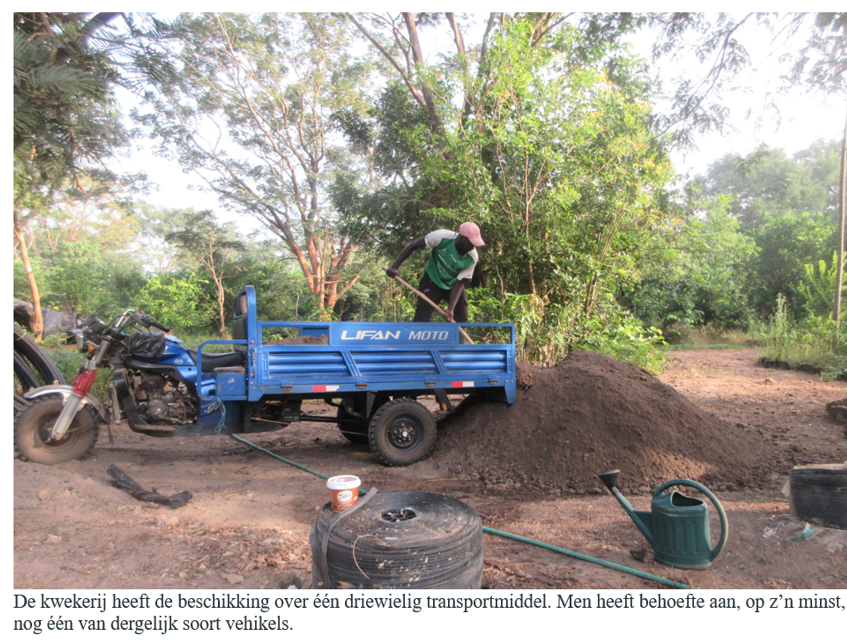 LIFAN MOTO
De kwekerij heeft de beschikking over één driewielig transportmiddel. Men heeft behoefte aan, op z’n minst,
nog één van dergelijk soort vehikels.